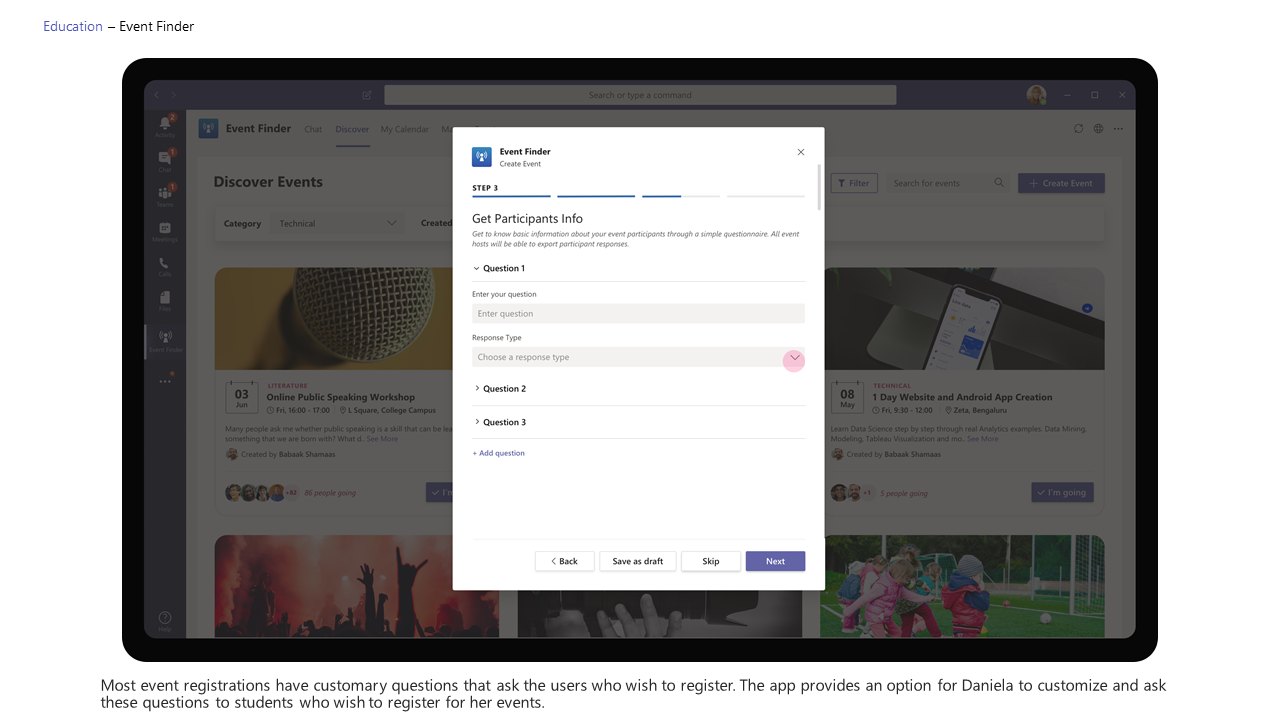 Education – Event Finder
Search or type a command
2
Activity
1
Chat
1
Teams
Meetings
Calls
Files
Event Finder
Help
Event Finder
Chat
Discover
My Calendar
Discover Events
Filter
Search for events
+ Create Event
Category
Technical
Created
03
Jun
LITERATURE
Online Public Speaking Workshop
Fri, 16:00 - 17:00
L Square, College Campus
Many people ask me whether public speaking is a skill that can be lea
something that we are born with? What d.. See More
Created by Babaak Shamaas
+82
86 people going
08
May
TECHNICAL
1 Day Website and Android App Creation
Fri, 9:30 - 12:00
Zeta, Bengaluru
Learn Data Science step by step through real Analytics examples. Data Mining,
Modeling, Tableau Visualization and mo.. See More
Created by Babaak Shamaas
+1
5 people going
I'm going
Event Finder
Create Event
STEP 3
Get Participants Info
Get to know basic information about your event participants through a simple questionnaire. All event
hosts will be able to export participant responses.
Question 1
Enter your question
Enter question
Response Type
Choose a response type
Question 2
Question 3
+ Add question
Back
Save as draft
Skip
Next
Most event registrations have customary questions that ask the users who wish to register. The app provides an option for Daniela to customize and ask
these questions to students who wish to register for her events.